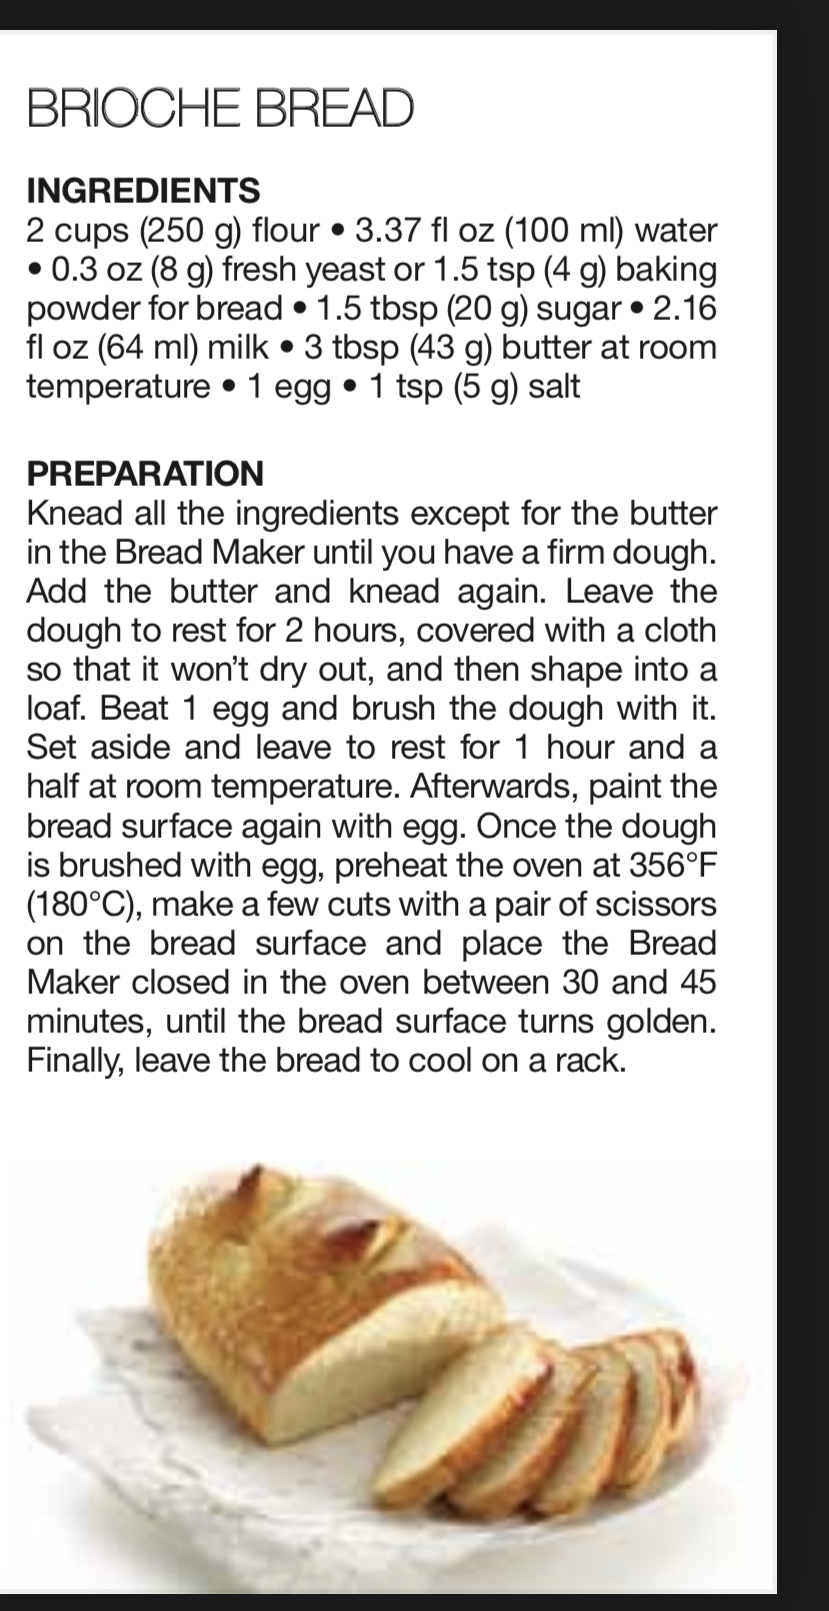 BRIOCHE BREAD
INGREDIENTS
2 cups (250 g) flour • 3.37 fl oz (100 ml) water
• 0.3 oz (8 g) fresh yeast or 1.5 tsp (4 g) baking
powder for bread • 1.5 tbsp (20 g) sugar • 2.16
fl oz (64 ml) milk • 3 tbsp (43 g) butter at room
temperature • 1 egg • 1 tsp (5 g) salt
PREPARATION
Knead all the ingredients except for the butter
in the Bread Maker until you have a firm dough.
Add the butter and knead again. Leave the
dough to rest for 2 hours, covered with a cloth
so that it won’t dry out, and then shape into a
loaf. Beat 1 egg and brush the dough with it.
Set aside and leave to rest for 1 hour and a
half at room temperature. Afterwards, paint the
bread surface again with egg. Once the dough
is brushed with egg, preheat the oven at 356°F
(180°C), make a few cuts with a pair of scissors
on the bread surface and place the Bread
Maker closed in the oven between 30 and 45
minutes, until the bread surface turns golden.
Finally, leave the bread to cool on a rack.